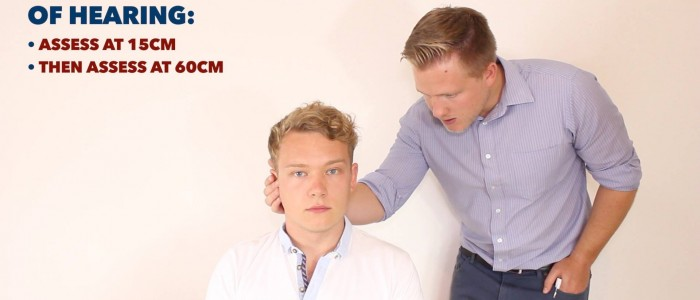 OF HEARING:
• ASSESS AT 15CM
• THEN ASSESS AT 60CM